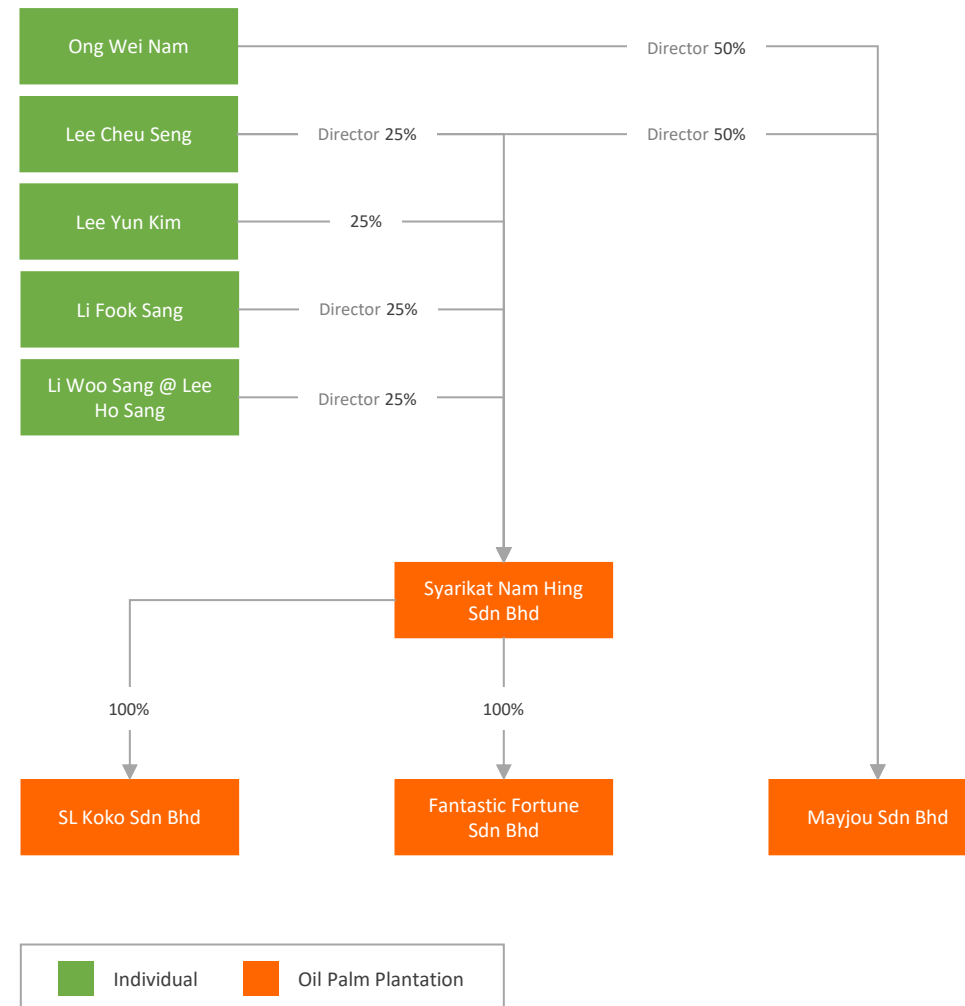 Ong Wei Nam
Director 50%
Lee Cheu Seng
Director 25%
Director 50%
Lee Yun Kim
25%
Li Fook Sang
Director 25%
Li Woo Sang @ Lee
Ho Sang
Director 25%
Syarikat Nam Hing
Sdn Bhd
100%
100%
SL Koko Sdn Bhd
Fantastic Fortune
Sdn Bhd
Mayjou Sdn Bhd
Individual
Oil Palm Plantation